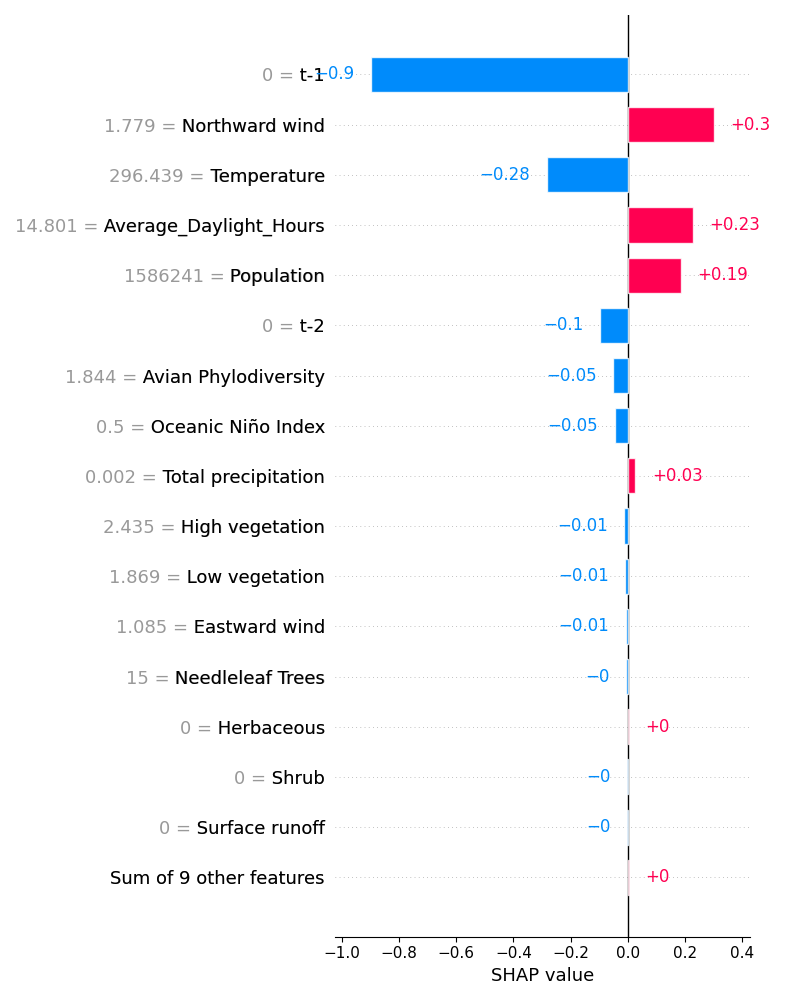 0 = t-1 −0.9
1.779 = Northward wind +0.3
296.439 = Temperature −0.28
14.801 = Average_Daylight_Hours +0.23
1586241 = Population +0.19
0 = t-2 −0.1
1.844 = Avian Phylodiversity −0.05
0.5 = Oceanic Niño Index −0.05
0.002 = Total precipitation +0.03
2.435 = High vegetation −0.01
1.869 = Low vegetation −0.01
1.085 = Eastward wind −0.01
15 = Needleleaf Trees −0
0 = Herbaceous +0
0 = Shrub −0
0 = Surface runoff −0
Sum of 9 other features +0
−1.0 −0.8 −0.6 −0.4 −0.2 0.0 0.2 0.4
SHAP value